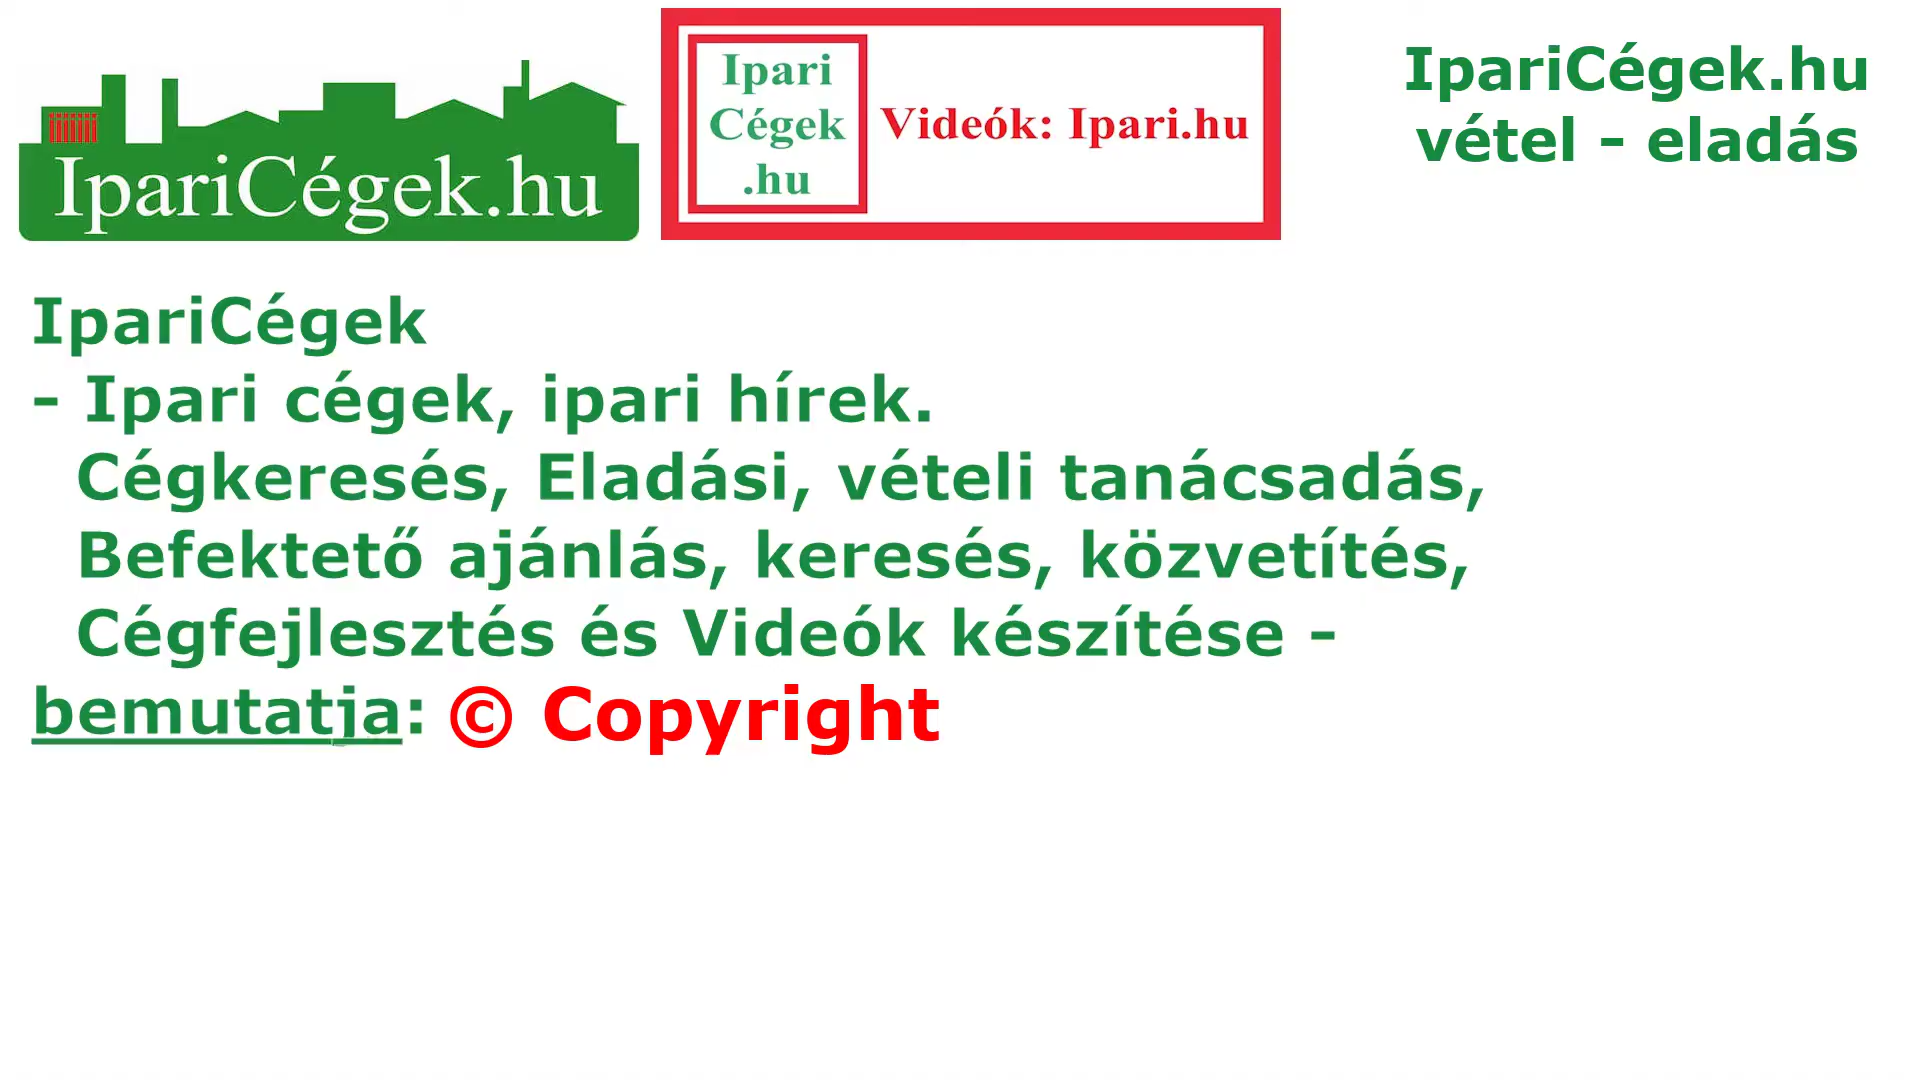 IpariCégek.hu
Ipari
Cégek
.hu
Videók: Ipari.hu
IpariCégek.hu
vétel - eladás
IpariCégek
- Ipari cégek, ipari hírek.
Cégkeresés, Eladási, vételi tanácsadás,
Befektető ajánlás, keresés, közvetítés,
Cégfejlesztés és Videók készítése -
bemutatja: © Copyright